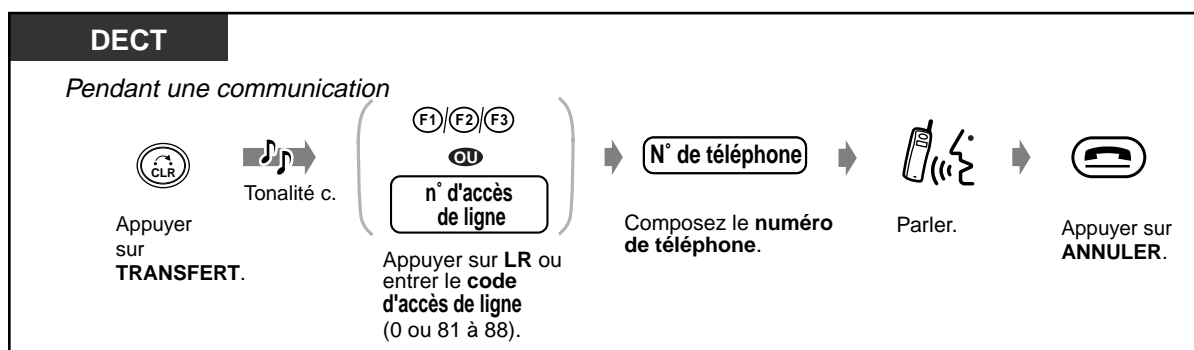 DECT
Pendant une communication
CLR
Appuyer
sur
TRANSFERT.
Tonalité c.
F1/F2/F3
OU
n° d'accès
de ligne
Appuyer sur LR ou
entrer le code
d'accès de ligne
(0 ou 81 à 88).
N° de téléphone
Composez le numéro
de téléphone.
Parler.
Appuyer sur
ANNULER.